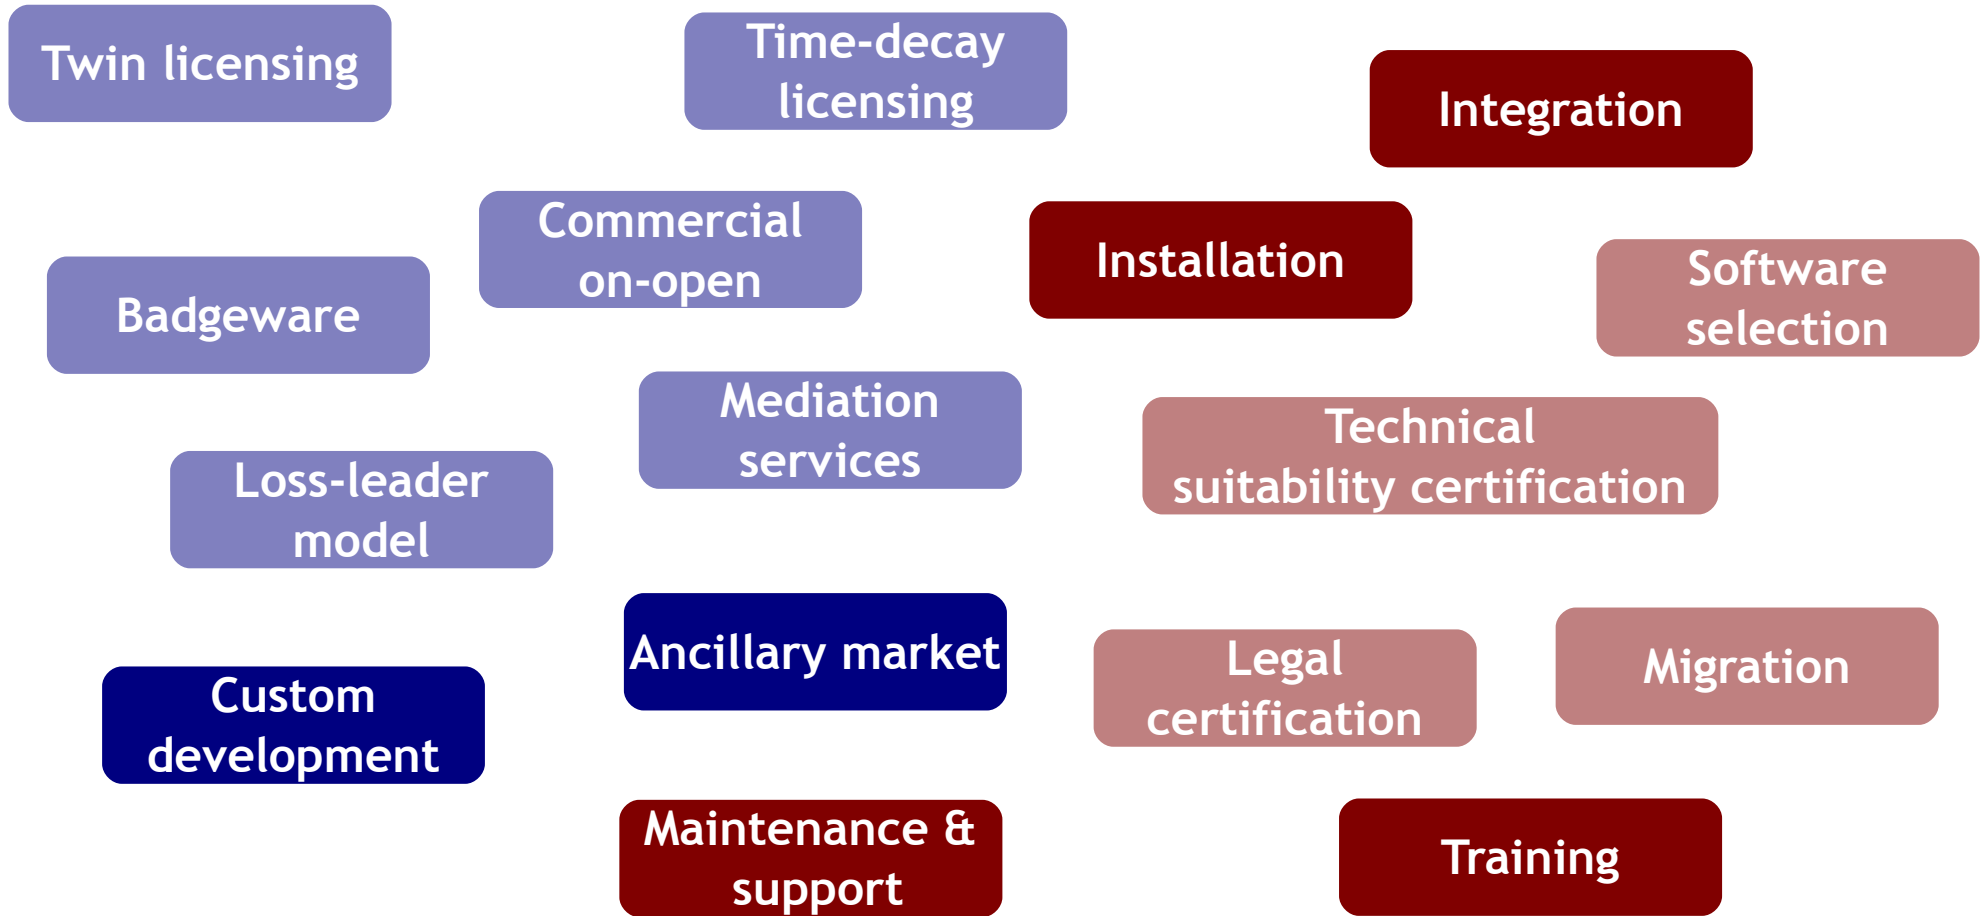 Twin licensing
Time-decay
licensing
Integration
Commercial
on-open
Installation
Software
selection
Badgeware
Mediation
services
Technical
suitability certification
Loss-leader
model
Ancillary market
Legal
certification
Migration
Custom
development
Maintenance &
support
Training